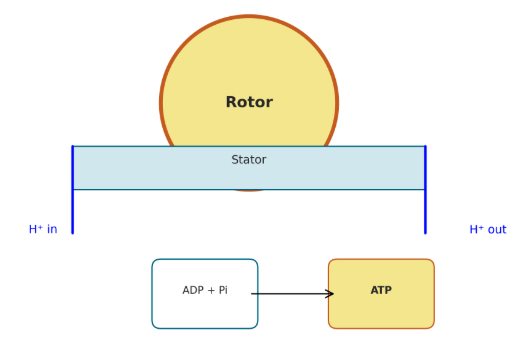 Rotor
Stator
H⁺ in
H⁺ out
ADP + Pi
ATP